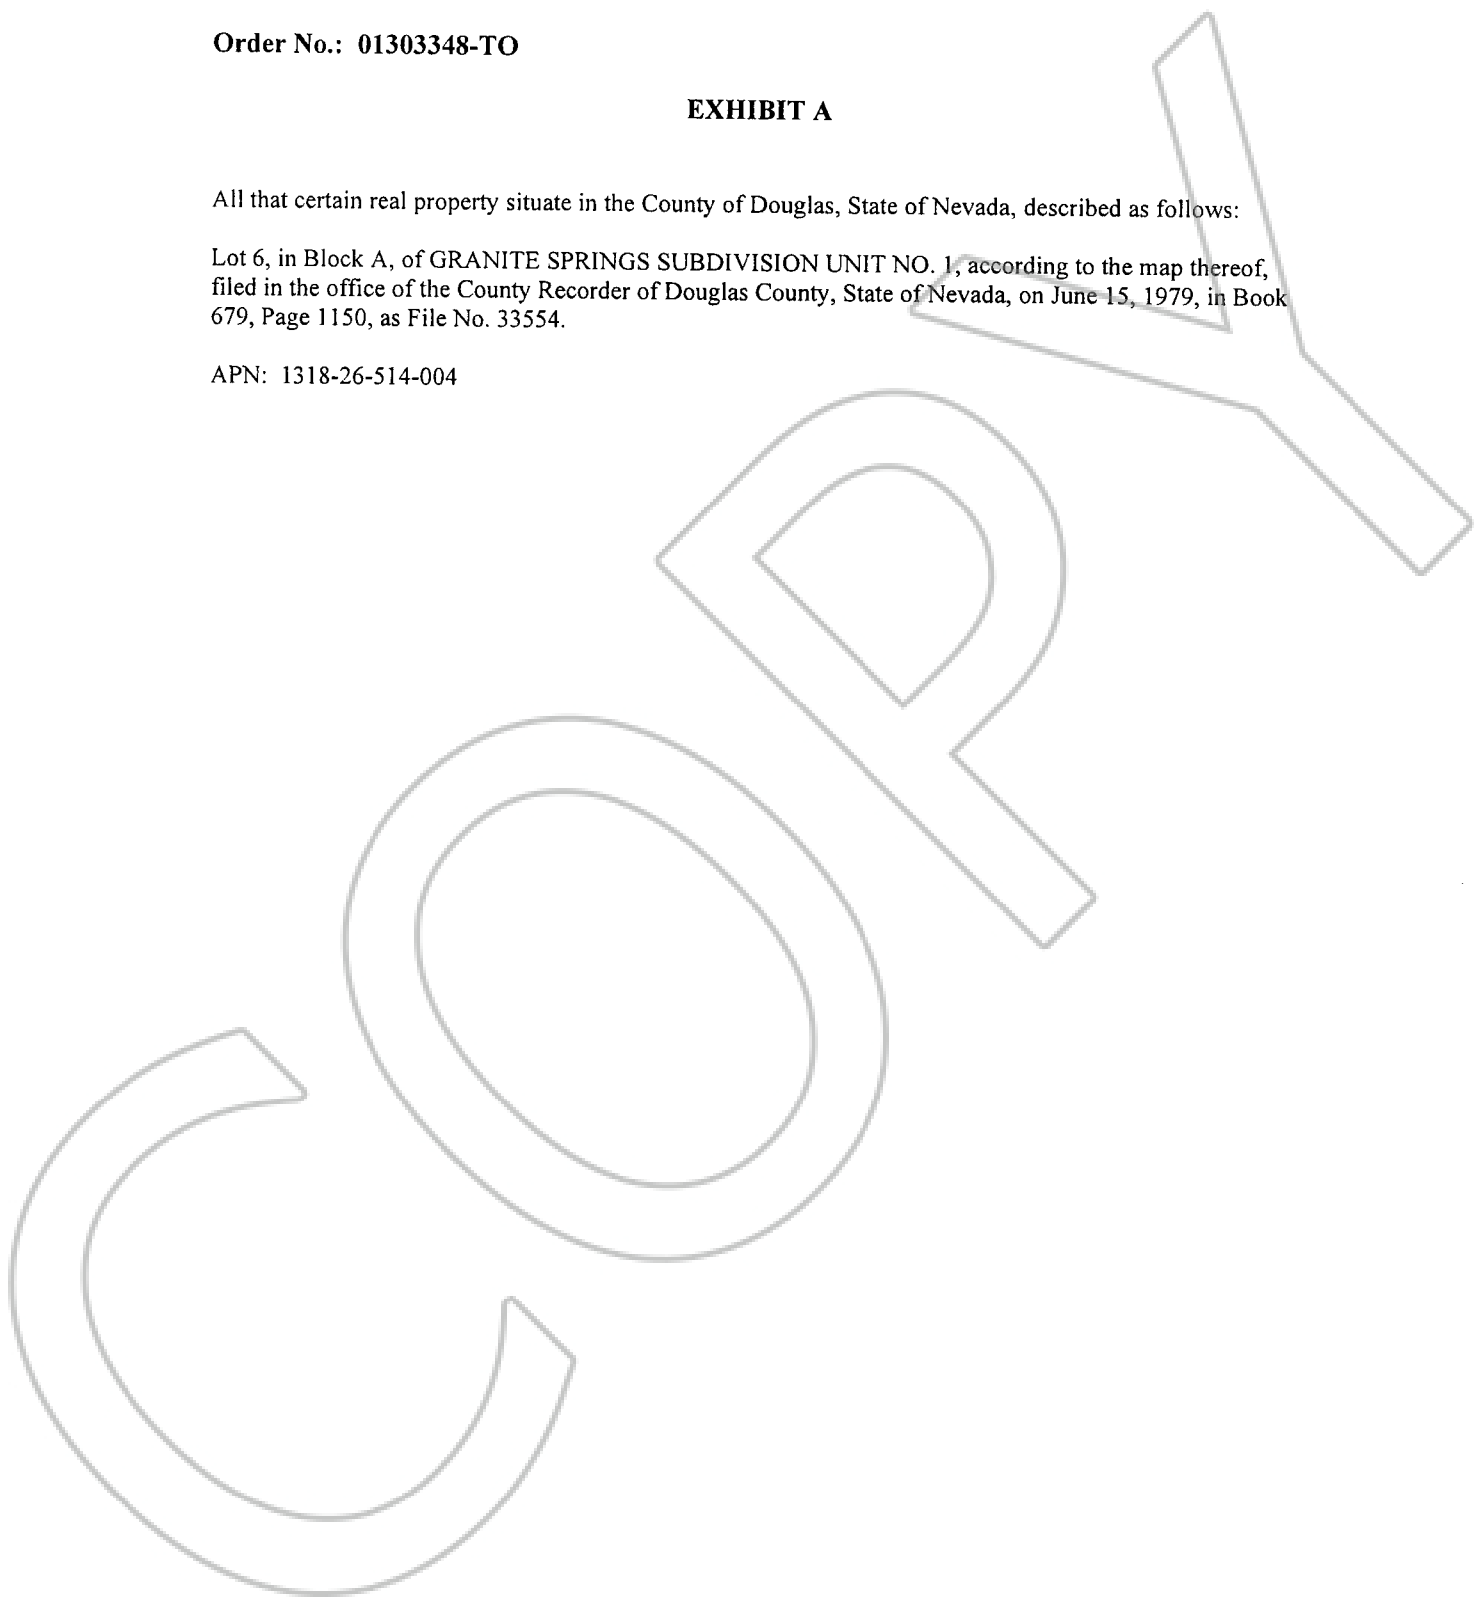 Order No.: 01303348-TO
EXHIBIT A
All that certain real property situate in the County of Douglas, State of Nevada, described as follows:
Lot 6, in Block A, of GRANITE SPRINGS SUBDIVISION UNIT NO. 1, according to the map thereof,
filed in the office of the County Recorder of Douglas County, State of Nevada, on June 15, 1979, in Book
679, Page 1150, as File No. 33554.
APN: 1318-26-514-004
COPY